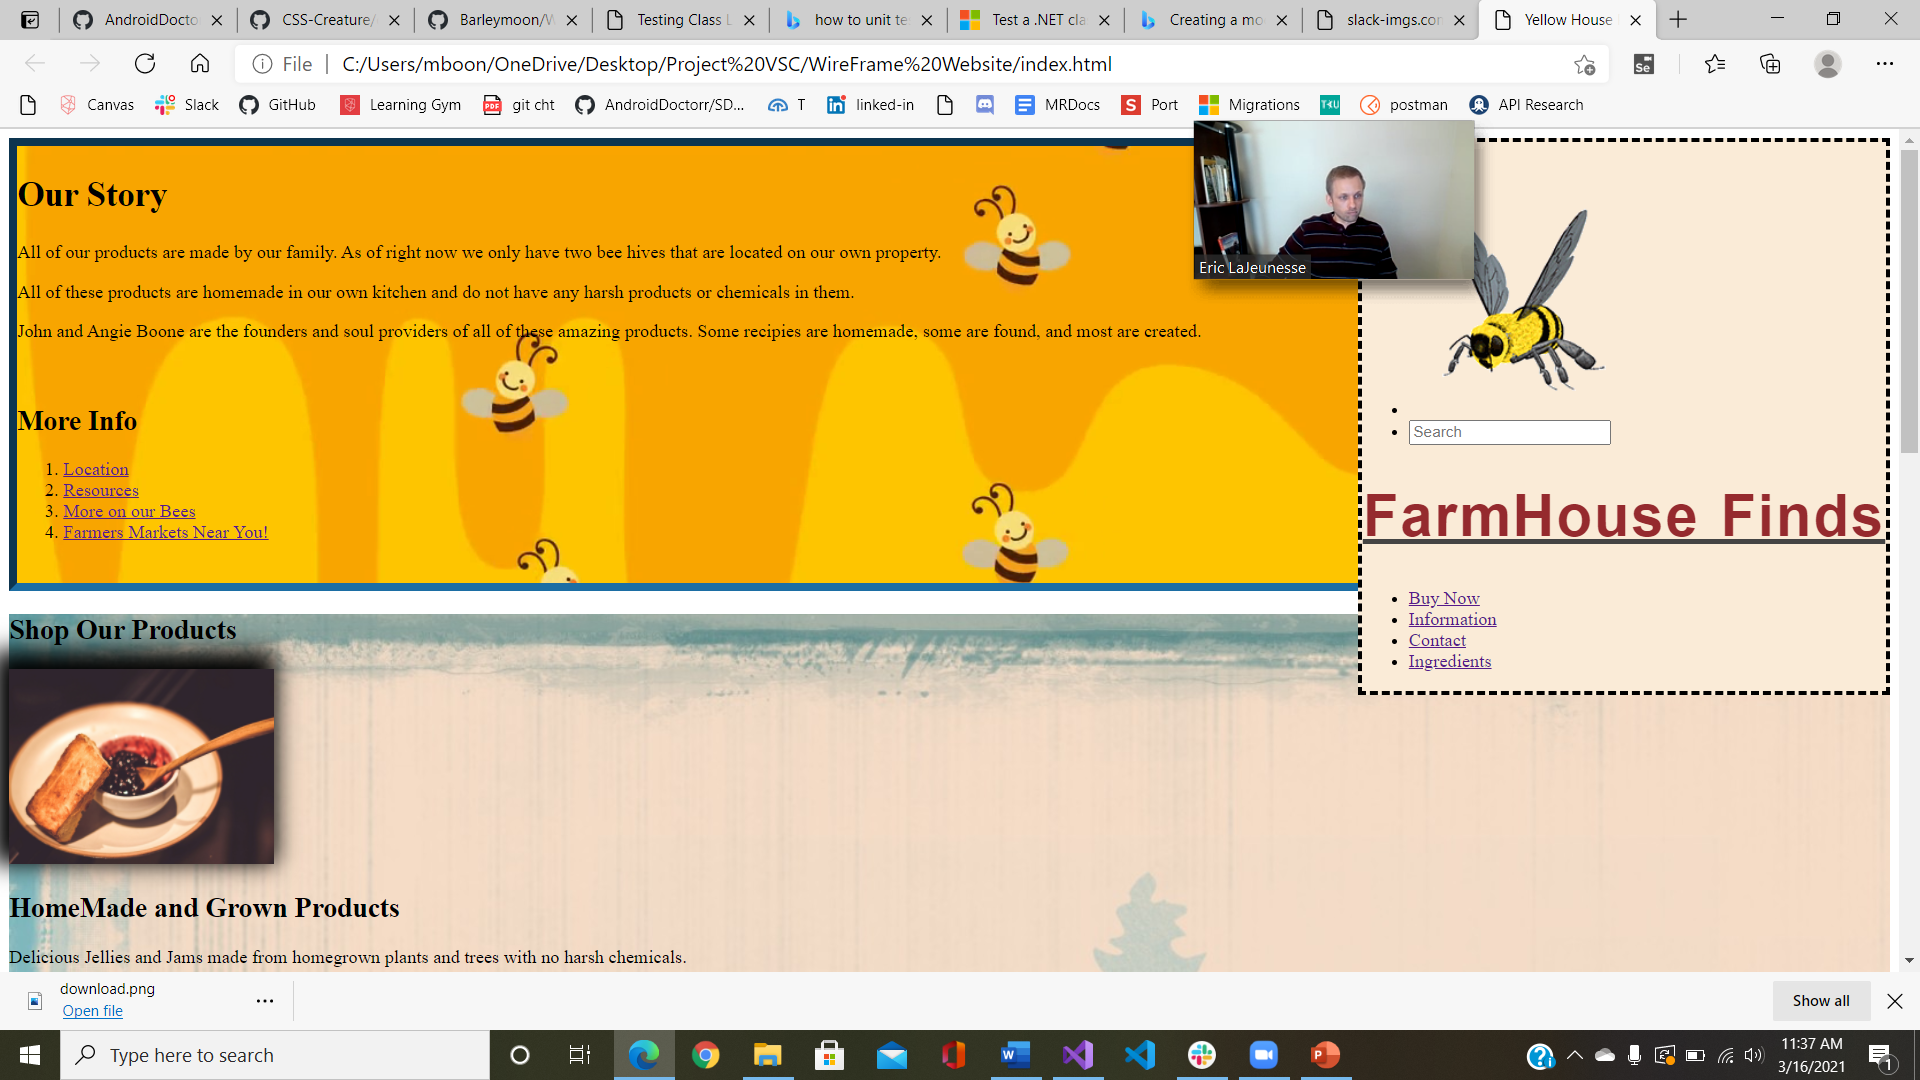 AndroidDocto
CSS-Creature/
Barleymoon/W
Testing Class L
how to unit te
Test a .NET cla
Creating a mo
slack-imgs.con
Yellow House
File
C:/Users/mboon/OneDrive/Desktop/Project%20VSC/WireFrame%20Website/index.html
Se
Canvas
Slack
GitHub
Learning Gym
PDF
git cht
AndroidDoctorr/SD...
T
linked-in
MRDocs
S
Port
Migrations
TKU
postman
API Research
Our Story
All of our products are made by our family. As of right now we only have two bee hives that are located on our own property.
All of these products are homemade in our own kitchen and do not have any harsh products or chemicals in them.
John and Angie Boone are the founders and soul providers of all of these amazing products. Some recipies are homemade, some are found, and most are created.
More Info
1. Location
2. Resources
3. More on our Bees
4. Farmers Markets Near You!
Eric LaJeunesse
Search
FarmHouse Finds
Buy Now
Information
Contact
Ingredients
Shop Our Products
HomeMade and Grown Products
Delicious Jellies and Jams made from homegrown plants and trees with no harsh chemicals.
download.png
Open file
Show all
Type here to search
11:37 AM
3/16/2021
1